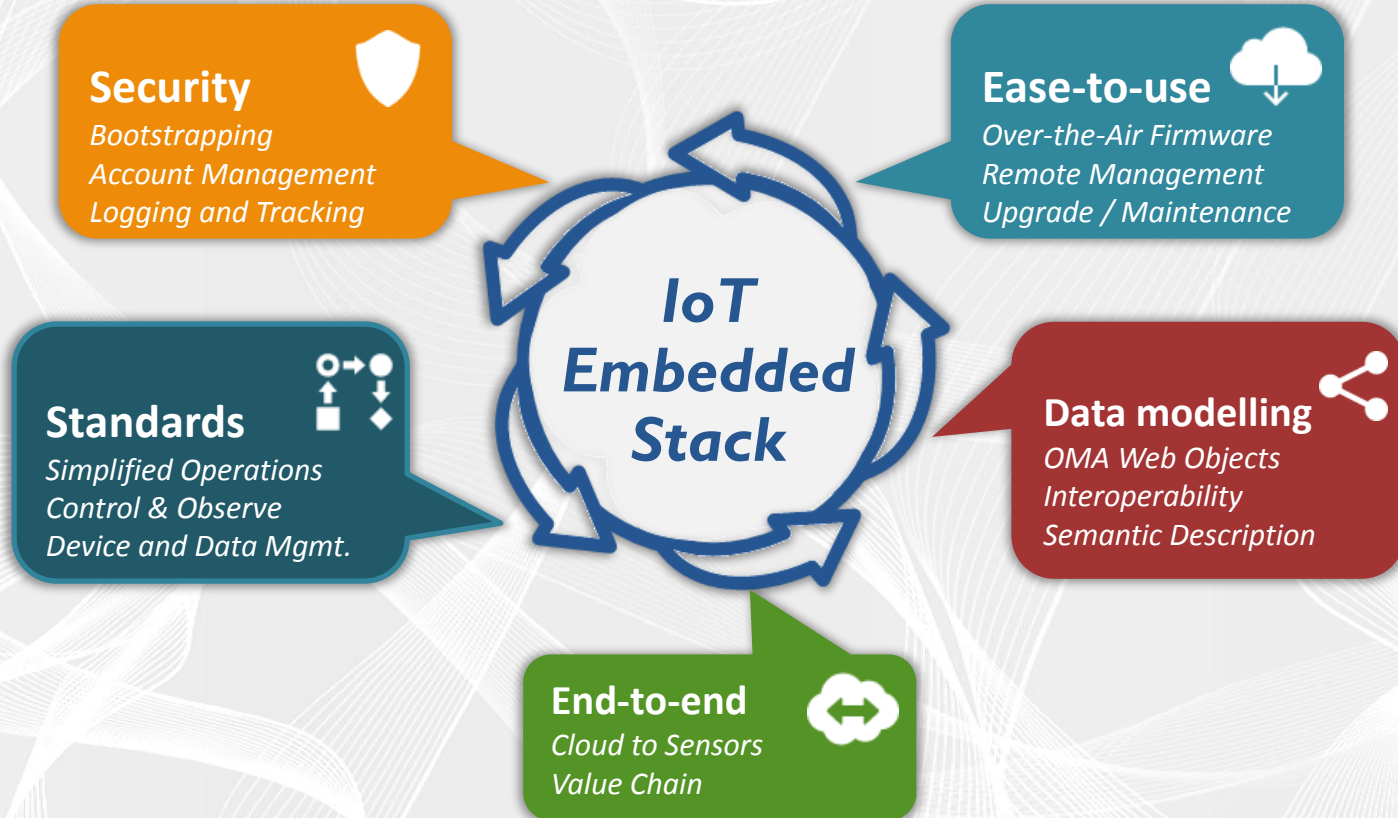 Security
Bootstrapping
Account Management
Logging and Tracking
Ease-to-use
Over-the-Air Firmware
Remote Management
Upgrade / Maintenance
IoT
Embedded
Stack
Standards
Simplified Operations
Control & Observe
Device and Data Mgmt.
Data modelling
OMA Web Objects
Interoperability
Semantic Description
End-to-end
Cloud to Sensors
Value Chain